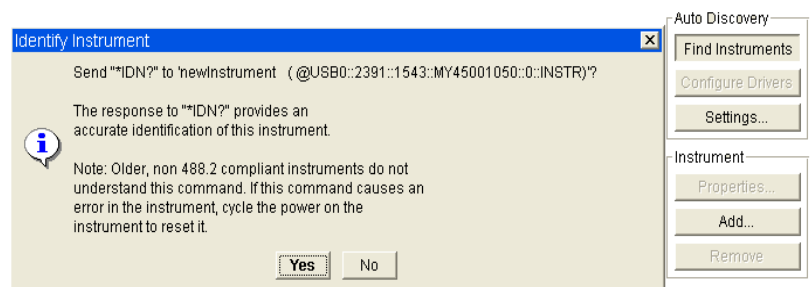 Identify Instrument
Send "*IDN?" to 'newInstrument ( @USB0::2391::1543::MY45001050::0::INSTR)'?
The response to "*IDN?" provides an
accurate identification of this instrument.
Note: Older, non 488.2 compliant instruments do not
understand this command. If this command causes an
error in the instrument, cycle the power on the
instrument to reset it.
Yes No
Auto Discovery
Find Instruments
Configure Drivers
Settings...
Instrument
Properties...
Add...
Remove